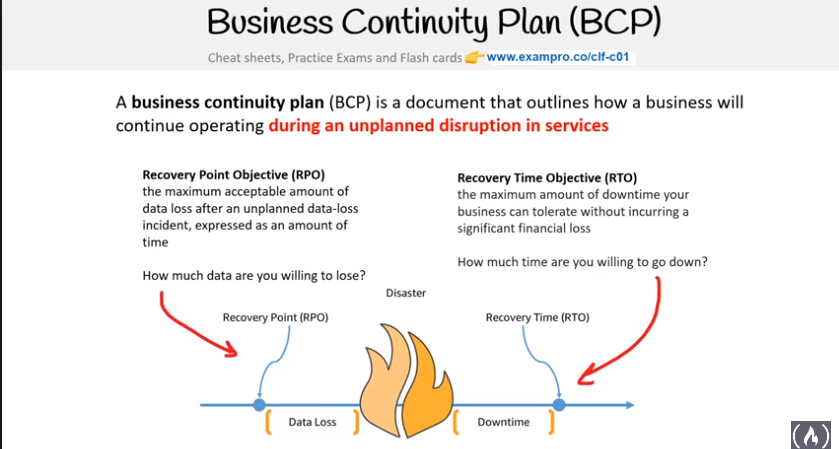 Business Continuity Plan (BCP)
Cheat sheets, Practice Exams and Flash cards 👉 www.exampro.co/clf-c01
A business continuity plan (BCP) is a document that outlines how a business will
continue operating during an unplanned disruption in services
Recovery Point Objective (RPO)
the maximum acceptable amount of
data loss after an unplanned data-loss
incident, expressed as an amount of
time
How much data are you willing to lose?
Recovery Time Objective (RTO)
the maximum amount of downtime your
business can tolerate without incurring a
significant financial loss
How much time are you willing to go down?
Disaster
Recovery Point (RPO)
Recovery Time (RTO)
Data Loss
Downtime